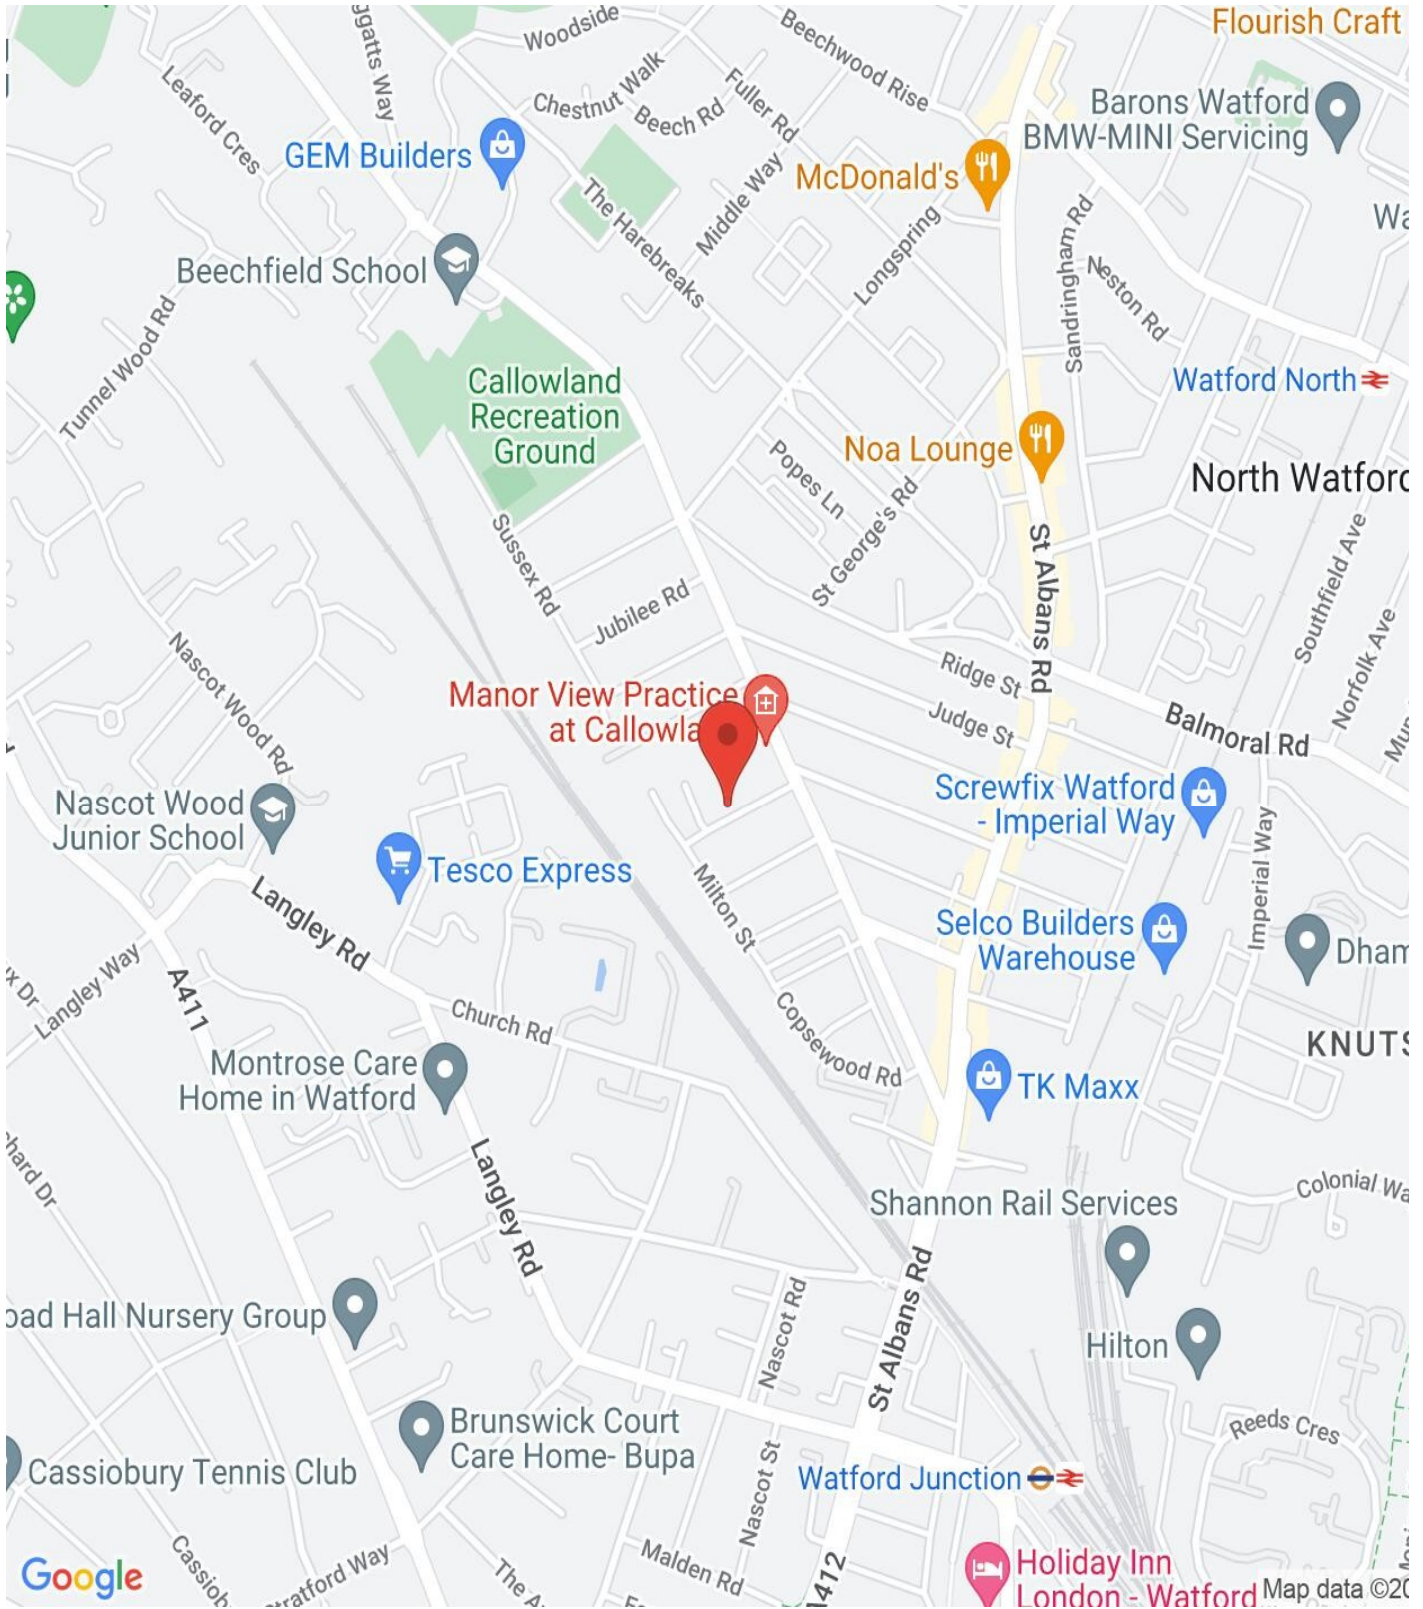 Flourish Craft
Woodside
Beechwood Rise
Leaford Cres
Chestnut Walk
Beech Rd
Fuller Rd
Barons Watford
BMW-MINI Servicing
GEM Builders
McDonald's
Middle Way
The Harebreaks
Longspring
Sandringham Rd
Neston Rd
Beechfield School
Tunnel Wood Rd
Callowland
Recreation
Ground
Watford North
Noa Lounge
Popes Ln
St George's Rd
St Albans Rd
Southfield Ave
Norfolk Ave
Sussex Rd
Jubilee Rd
Nascot Wood Rd
Ridge St
Judge St
Balmoral Rd
Manor View Practice
at Callowla
Screwfix Watford
- Imperial Way
Imperial Way
Nascot Wood
Junior School
Tesco Express
Milton St
Langley Rd
Selco Builders
Warehouse
Langley Way
A411
Church Rd
Copsewood Rd
Montrose Care
Home in Watford
TK Maxx
Langley Rd
Colonial Wa
Shannon Rail Services
St Albans Rd
Nascot Rd
Hilton
Hall Nursery Group
Brunswick Court
Care Home- Bupa
Reeds Cres
Cassiobury Tennis Club
Watford Junction
Nascot St
Malden Rd
Holiday Inn
London - Watford
Google
Map data ©20